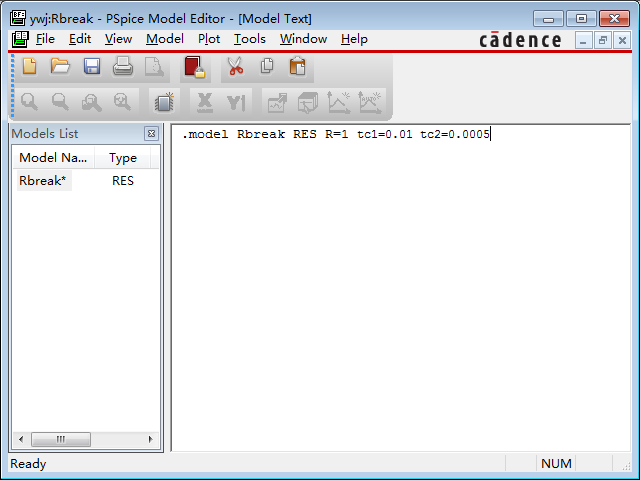 ywj:Rbreak - PSpice Model Editor - [Model Text]
File Edit View Model Plot Tools Window Help
cādence
Models List
Model Na... Type
Rbreak* RES
.model Rbreak RES R=1 tc1=0.01 tc2=0.0005
Ready NUM